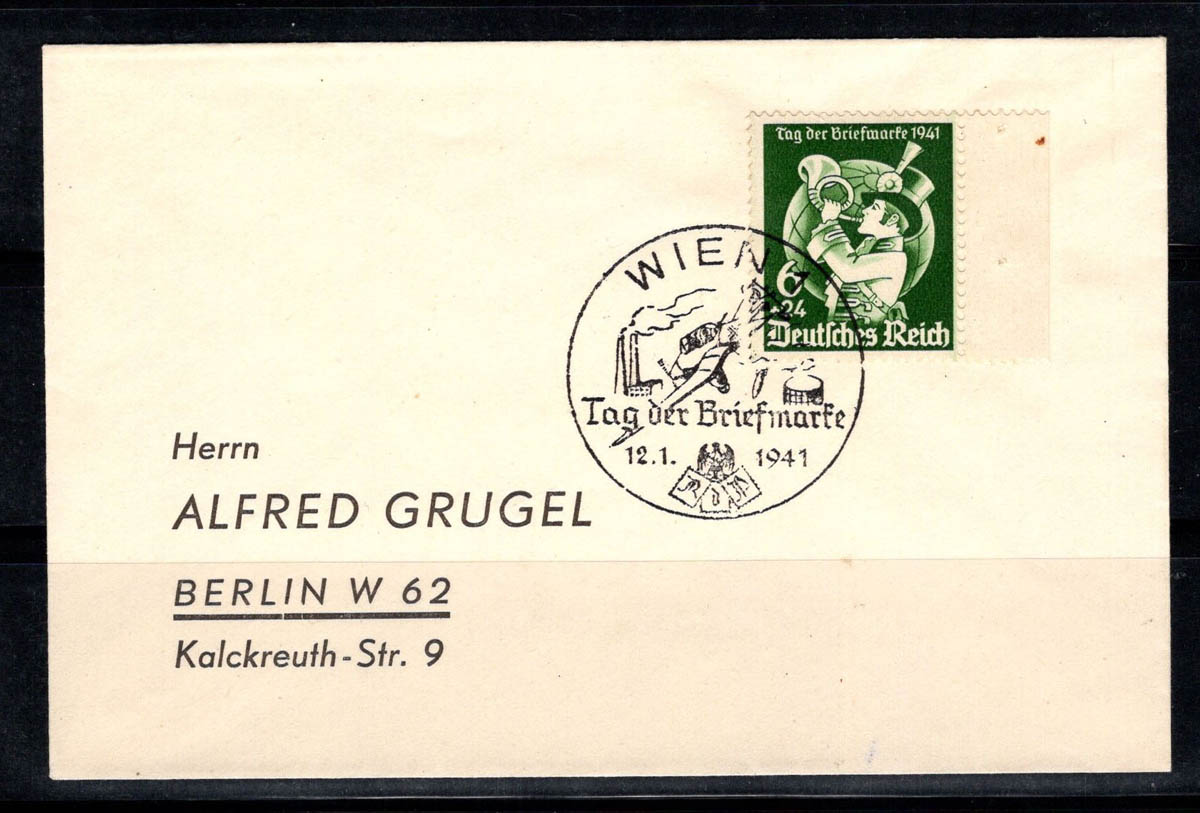 Tag der Briefmarke 1941
6
+24
Deutsches Reich
WIEN 1
Tag der Briefmarke
12.1. 1941
R d P
Herrn
ALFRED GRUGEL
BERLIN W 62
Kalckreuth-Str. 9